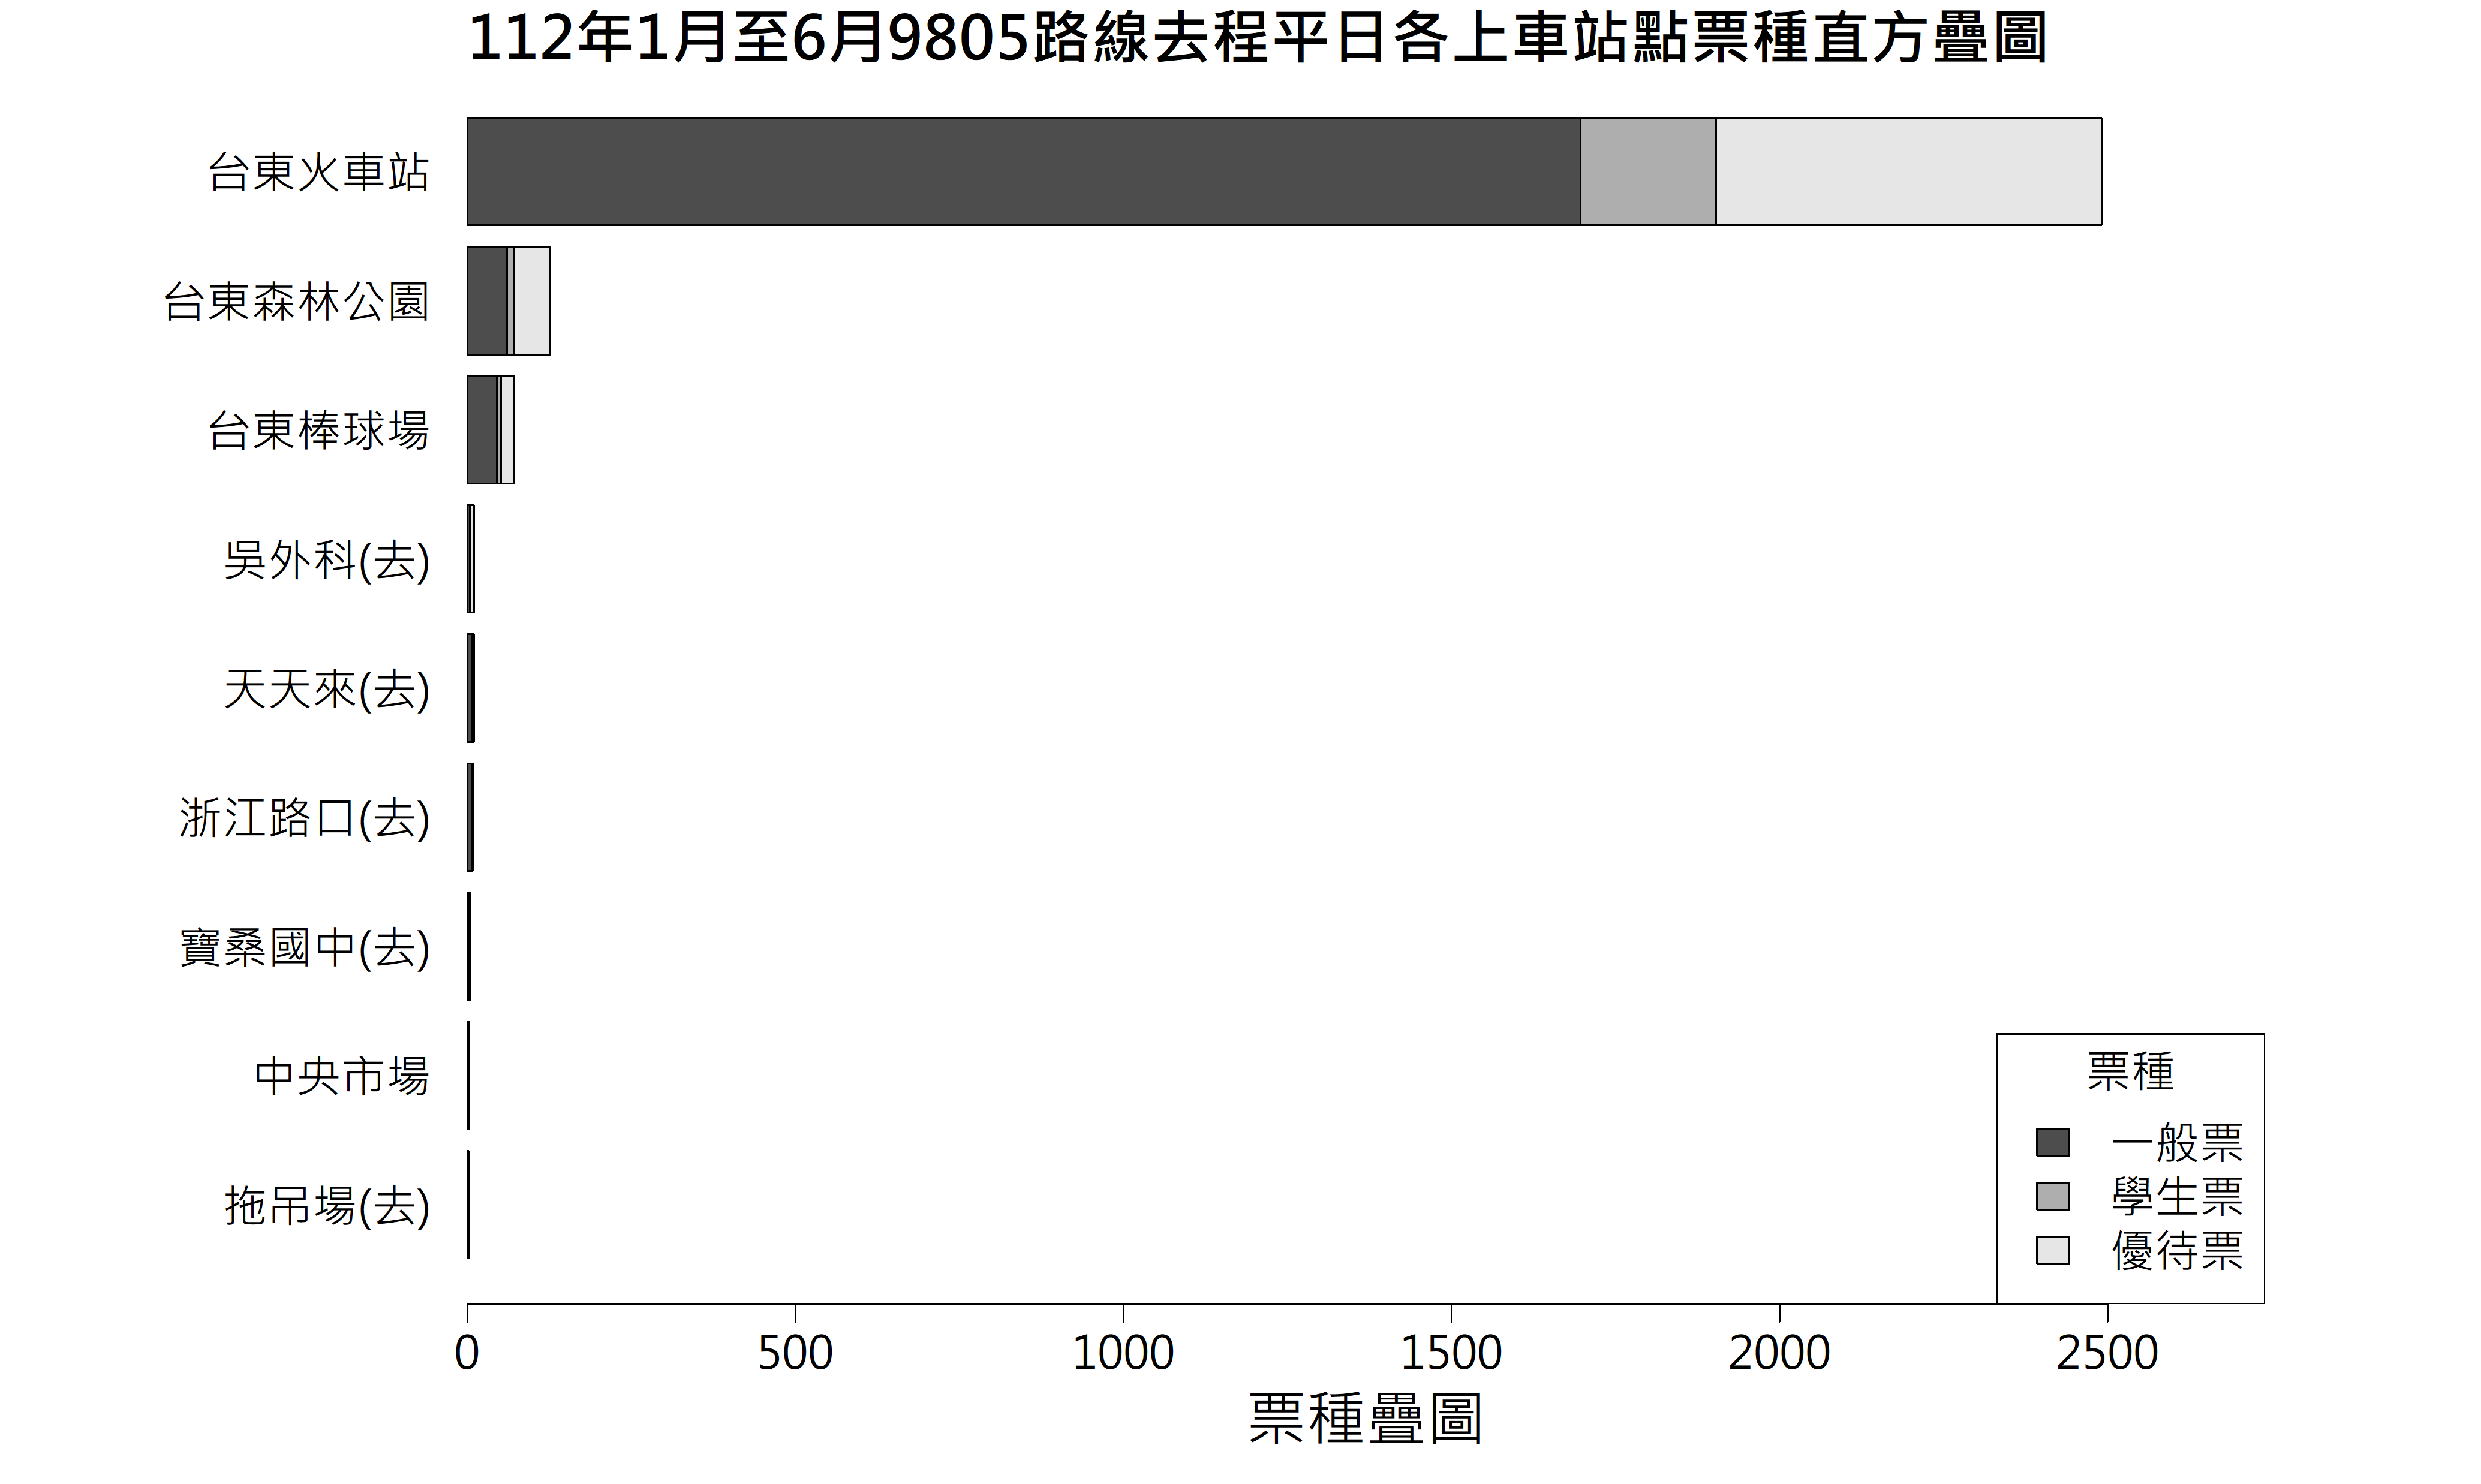 112年1月至6月9805路線去程平日各上車站點票種直方疊圖
台東火車站
台東森林公園
台東棒球場
吳外科(去)
天天來(去)
浙江路口(去)
寶桑國中(去)
中央市場
拖吊場(去)
票種
一般票
學生票
優待票
0 500 1000 1500 2000 2500
票種疊圖